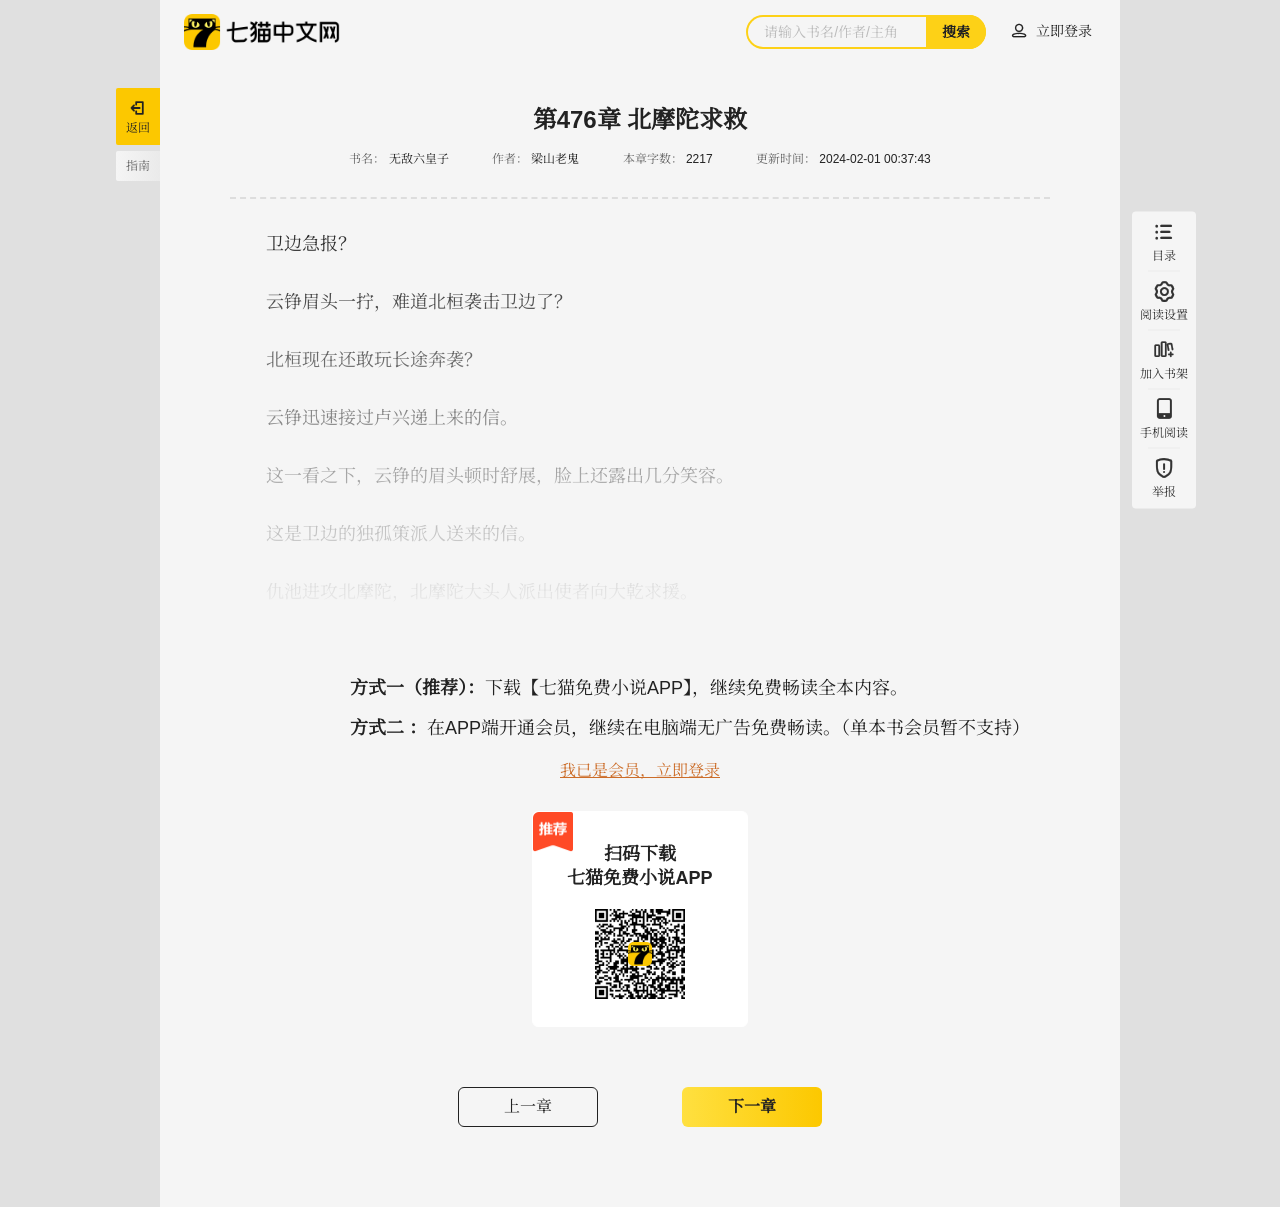 七猫中文网
请输入书名/作者/主角
搜索
立即登录
返回
指南
第476章 北摩陀求救
书名： 无敌六皇子 作者： 梁山老鬼 本章字数： 2217 更新时间： 2024-02-01 00:37:43
卫边急报？
云铮眉头一拧，难道北桓袭击卫边了？
北桓现在还敢玩长途奔袭？
云铮迅速接过卢兴递上来的信。
这一看之下，云铮的眉头顿时舒展，脸上还露出几分笑容。
这是卫边的独孤策派人送来的信。
仇池进攻北摩陀，北摩陀大头人派出使者向大乾求援。
目录
阅读设置
加入书架
手机阅读
举报
方式一（推荐）：下载【七猫免费小说APP】，继续免费畅读全本内容。
方式二 ：在APP端开通会员，继续在电脑端无广告免费畅读。（单本书会员暂不支持）
我已是会员，立即登录
推荐
扫码下载
七猫免费小说APP
上一章
下一章